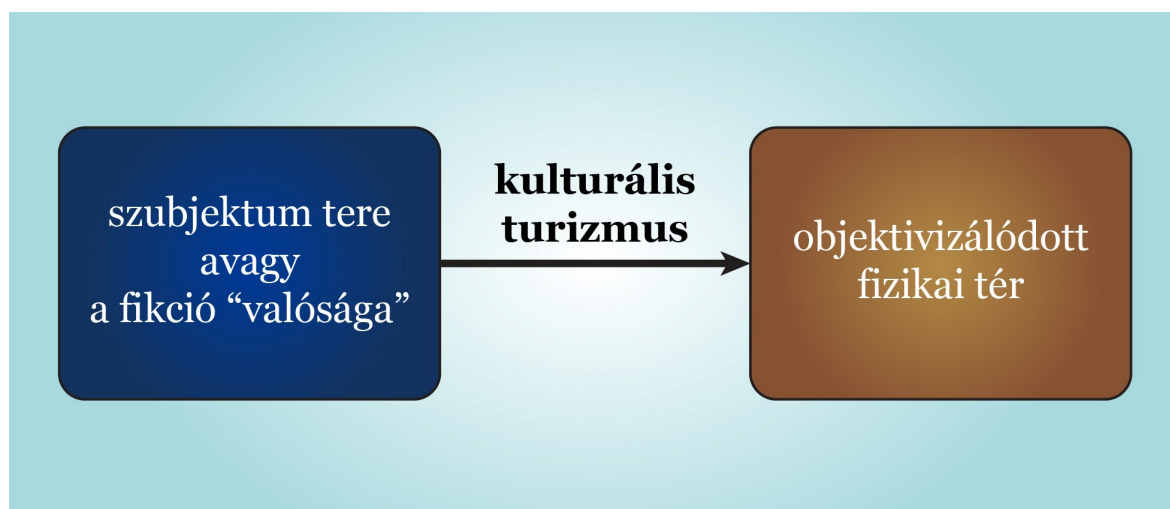 szubjektum tere
avagy
a fikció “valósága”
kulturális
turizmus
objektivizálódott
fizikai tér